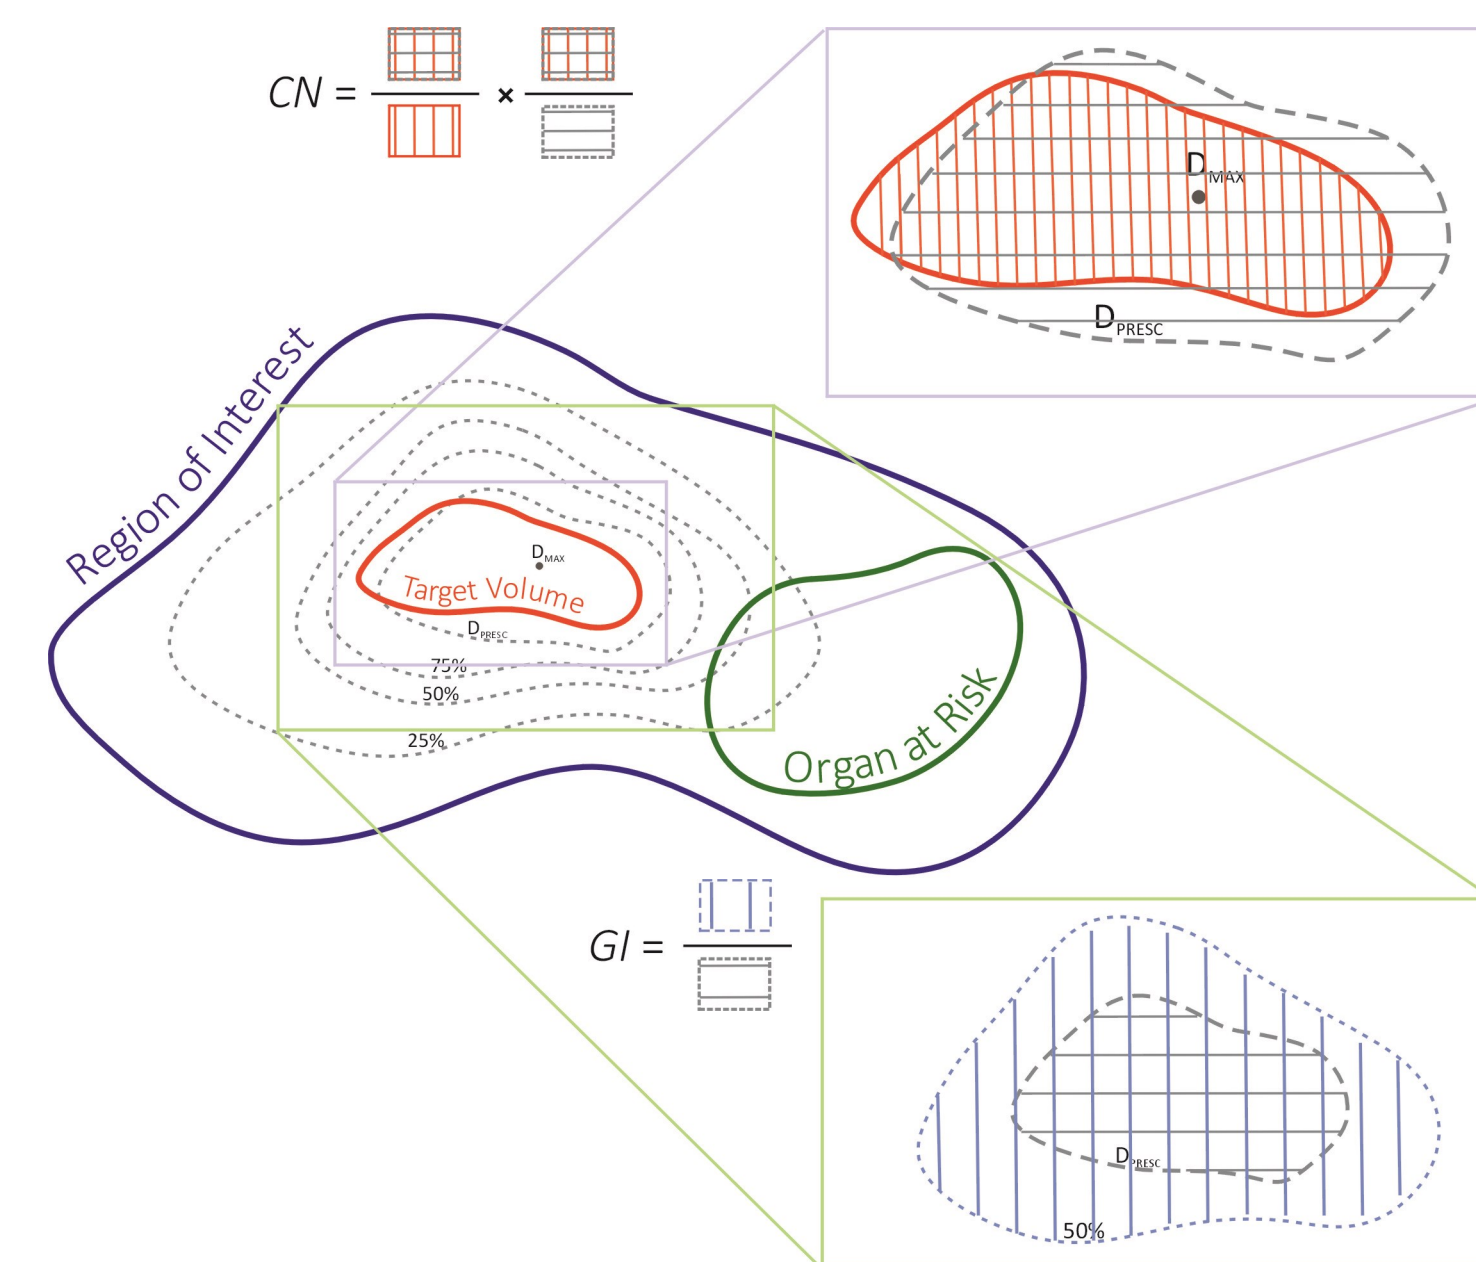 CN = ×
D MAX
D PRESC
Region of Interest
D MAX
Target Volume
D PRESC
75%
50%
25%
Organ at Risk
GI =
D PRESC
50%